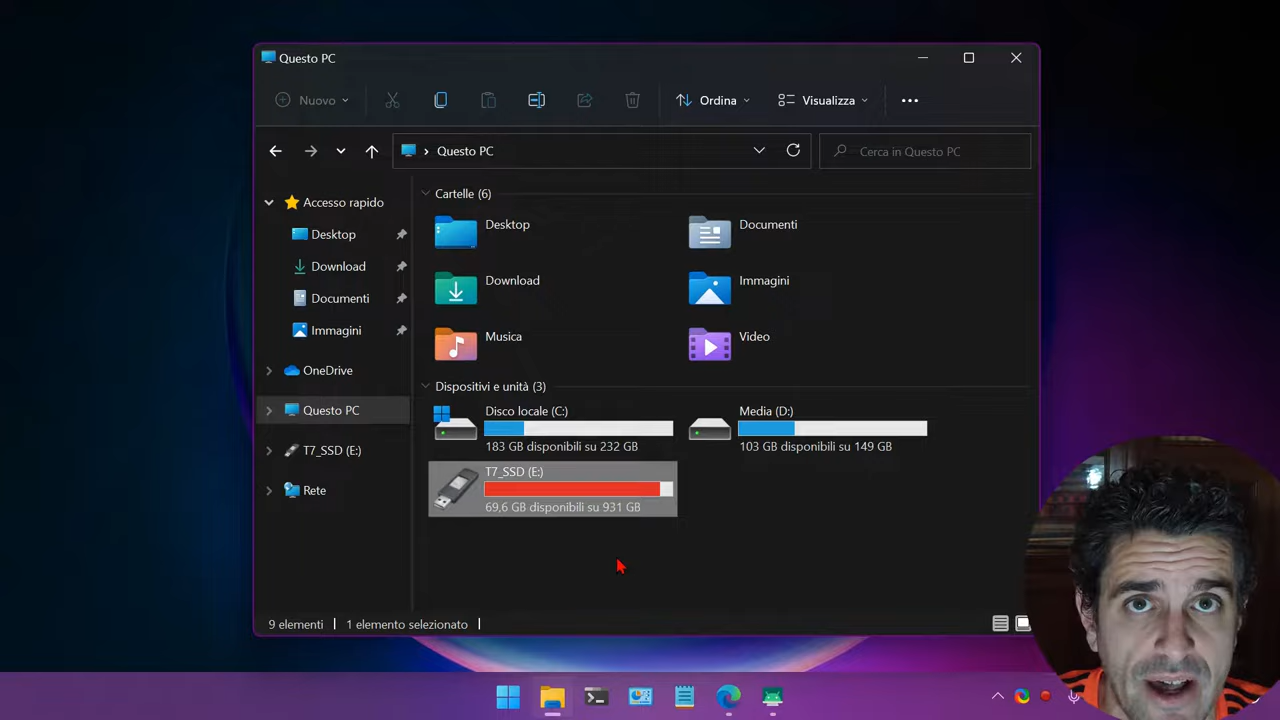 Questo PC
Nuovo
Ordina
Visualizza
Questo PC
Cerca in Questo PC
Accesso rapido
Desktop
Download
Documenti
Immagini
OneDrive
Questo PC
T7_SSD (E:)
Rete
Cartelle (6)
Desktop
Documenti
Download
Immagini
Musica
Video
Dispositivi e unità (3)
Disco locale (C:)
183 GB disponibili su 232 GB
Media (D:)
103 GB disponibili su 149 GB
T7_SSD (E:)
69,6 GB disponibili su 931 GB
9 elementi
1 elemento selezionato